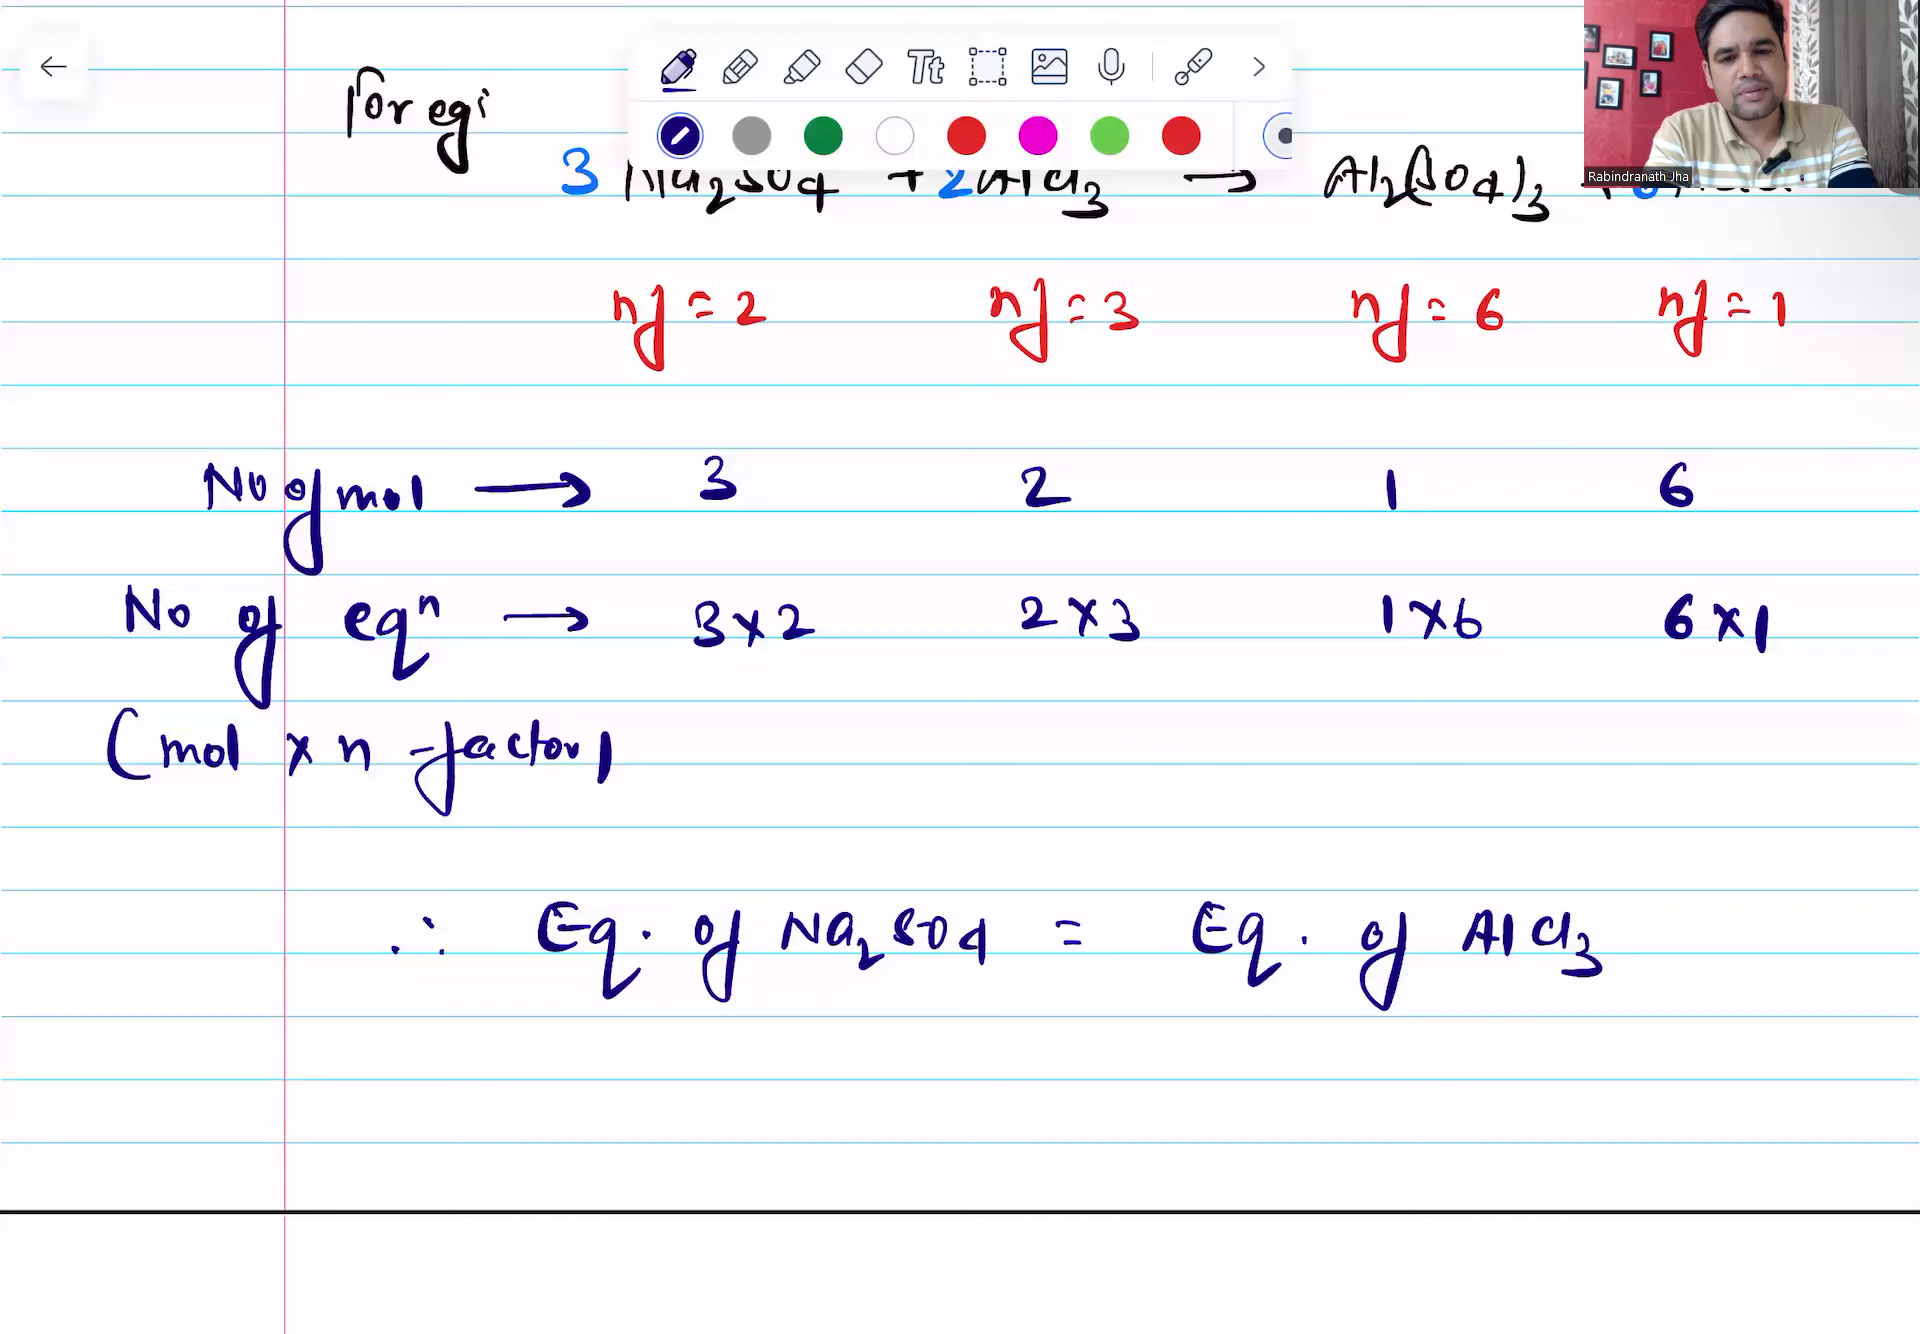 For eg:
Tt
3 Na₂SO₄ + 2AlCl₃ → Al₂(SO₄)₃ +
Rabindranath Jha
nf = 2 nf = 3 nf = 6 nf = 1
No of mol → 3 2 1 6
No of eqⁿ → 3×2 2×3 1×6 6×1
(mol × n-factor)
∴ Eq. of Na₂SO₄ = Eq. of AlCl₃